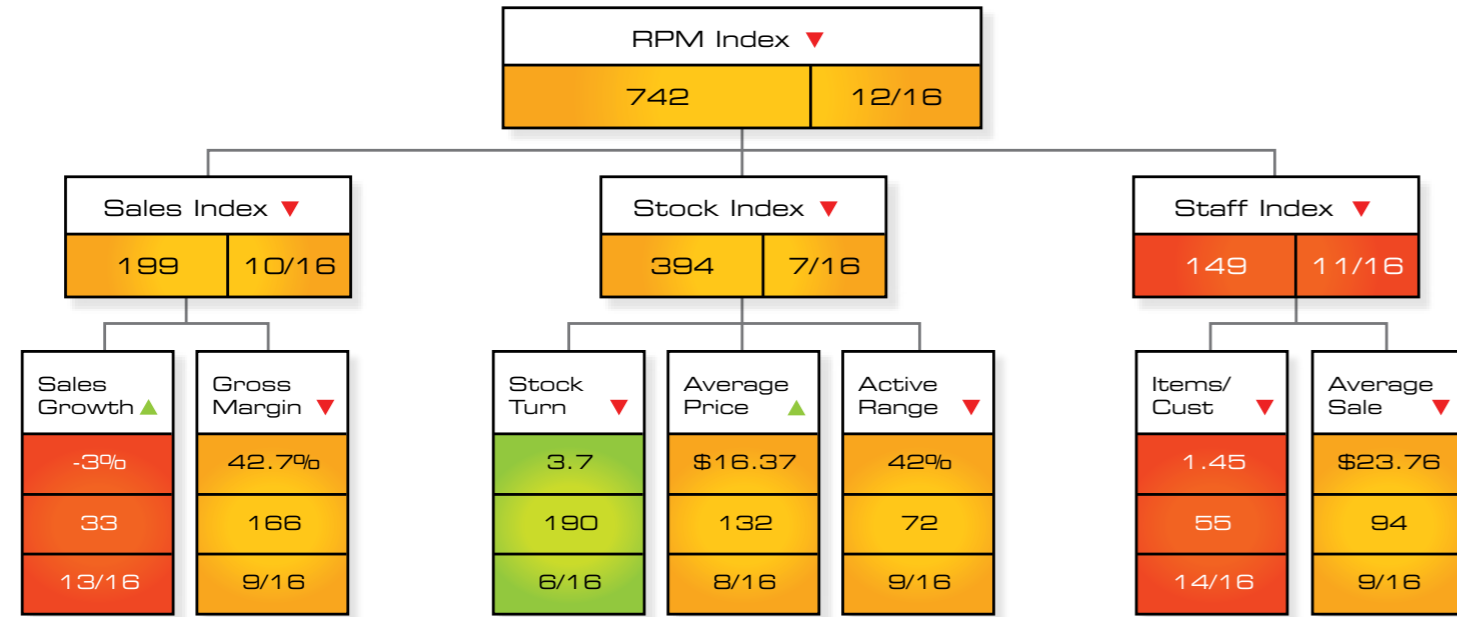 RPM Index
742 12/16
Sales Index
199 10/16
Stock Index
394 7/16
Staff Index
149 11/16
Sales
Growth
-3%
33
13/16
Gross
Margin
42.7%
166
9/16
Stock
Turn
3.7
190
6/16
Average
Price
$16.37
132
8/16
Active
Range
42%
72
9/16
Items/
Cust
1.45
55
14/16
Average
Sale
$23.76
94
9/16